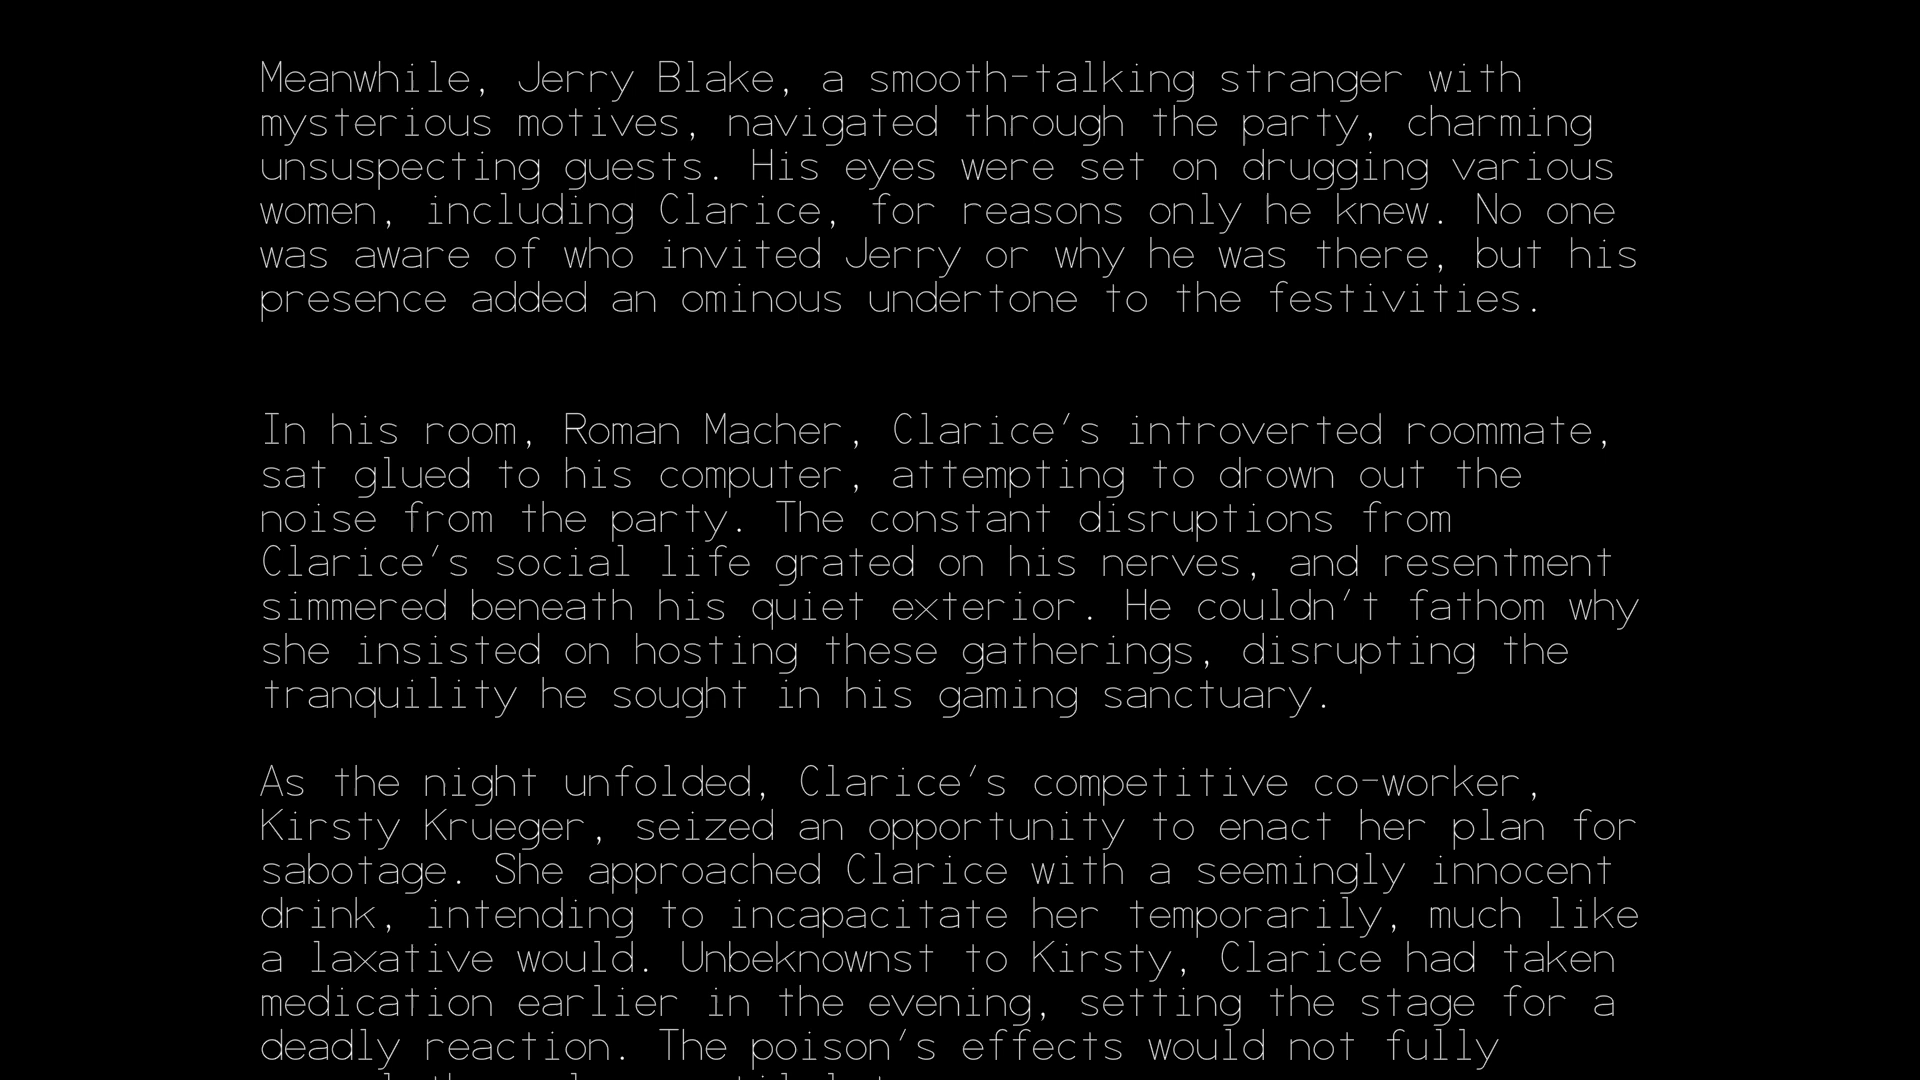 Meanwhile, Jerry Blake, a smooth-talking stranger with
mysterious motives, navigated through the party, charming
unsuspecting guests. His eyes were set on drugging various
women, including Clarice, for reasons only he knew. No one
was aware of who invited Jerry or why he was there, but his
presence added an ominous undertone to the festivities.
In his room, Roman Macher, Clarice's introverted roommate,
sat glued to his computer, attempting to drown out the
noise from the party. The constant disruptions from
Clarice's social life grated on his nerves, and resentment
simmered beneath his quiet exterior. He couldn't fathom why
she insisted on hosting these gatherings, disrupting the
tranquility he sought in his gaming sanctuary.
As the night unfolded, Clarice's competitive co-worker,
Kirsty Krueger, seized an opportunity to enact her plan for
sabotage. She approached Clarice with a seemingly innocent
drink, intending to incapacitate her temporarily, much like
a laxative would. Unbeknownst to Kirsty, Clarice had taken
medication earlier in the evening, setting the stage for a
deadly reaction. The poison's effects would not fully